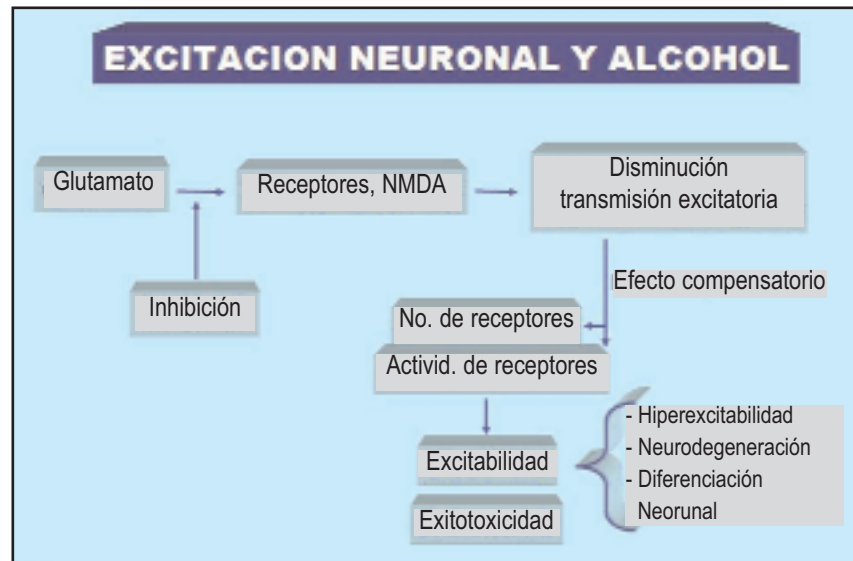 EXCITACION NEURONAL Y ALCOHOL
Glutamato
Receptores, NMDA
Disminución
transmisión excitatoria
Inhibición
Efecto compensatorio
No. de receptores
Activid. de receptores
Excitabilidad
Exitotoxicidad
- Hiperexcitabilidad
- Neurodegeneración
- Diferenciación
Neorunal